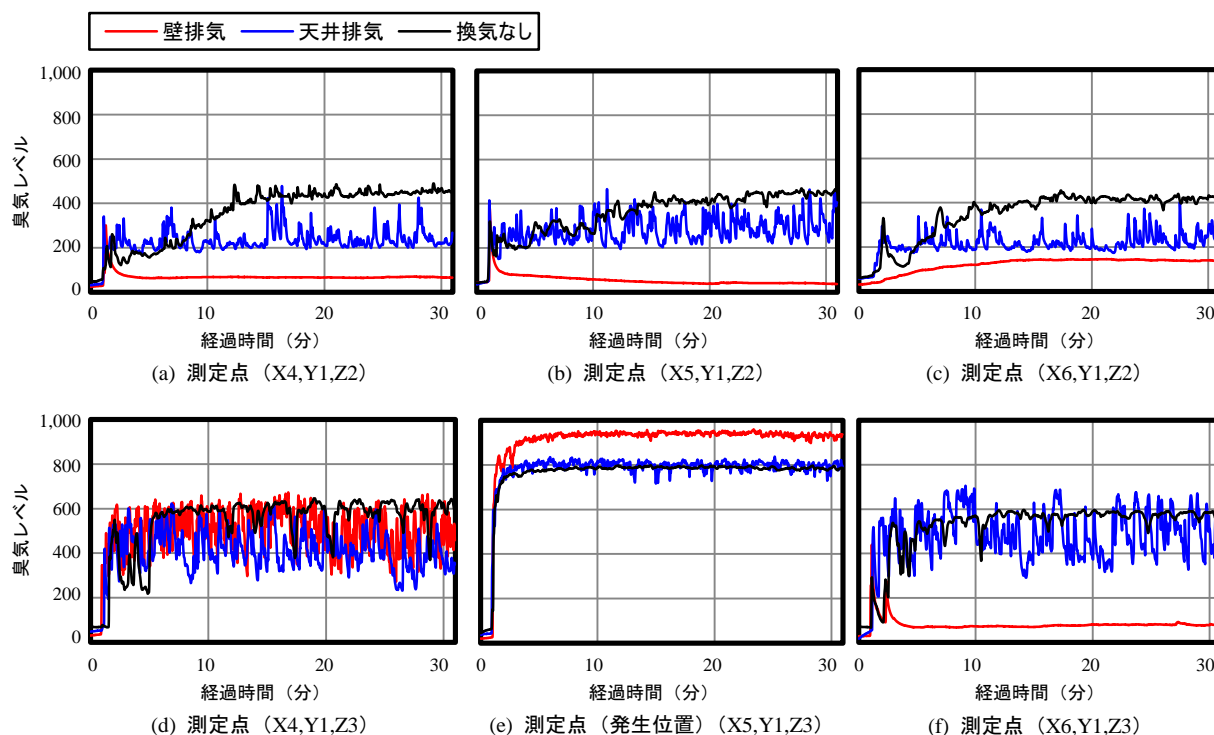 壁排気 天井排気 換気なし
1,000
800
600
400
200
0
臭気レベル
0 10 20 30
経過時間（分）
(a) 測定点（X4,Y1,Z2）
0 10 20 30
経過時間（分）
(b) 測定点（X5,Y1,Z2）
0 10 20 30
経過時間（分）
(c) 測定点（X6,Y1,Z2）
1,000
800
600
400
200
0
臭気レベル
0 10 20 30
経過時間（分）
(d) 測定点（X4,Y1,Z3）
0 10 20 30
経過時間（分）
(e) 測定点（発生位置）（X5,Y1,Z3）
0 10 20 30
経過時間（分）
(f) 測定点（X6,Y1,Z3）